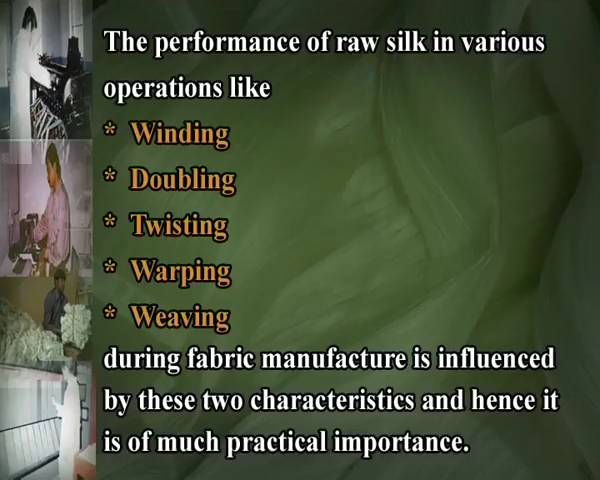 The performance of raw silk in various
operations like
* Winding
* Doubling
* Twisting
* Warping
* Weaving
during fabric manufacture is influenced
by these two characteristics and hence it
is of much practical importance.